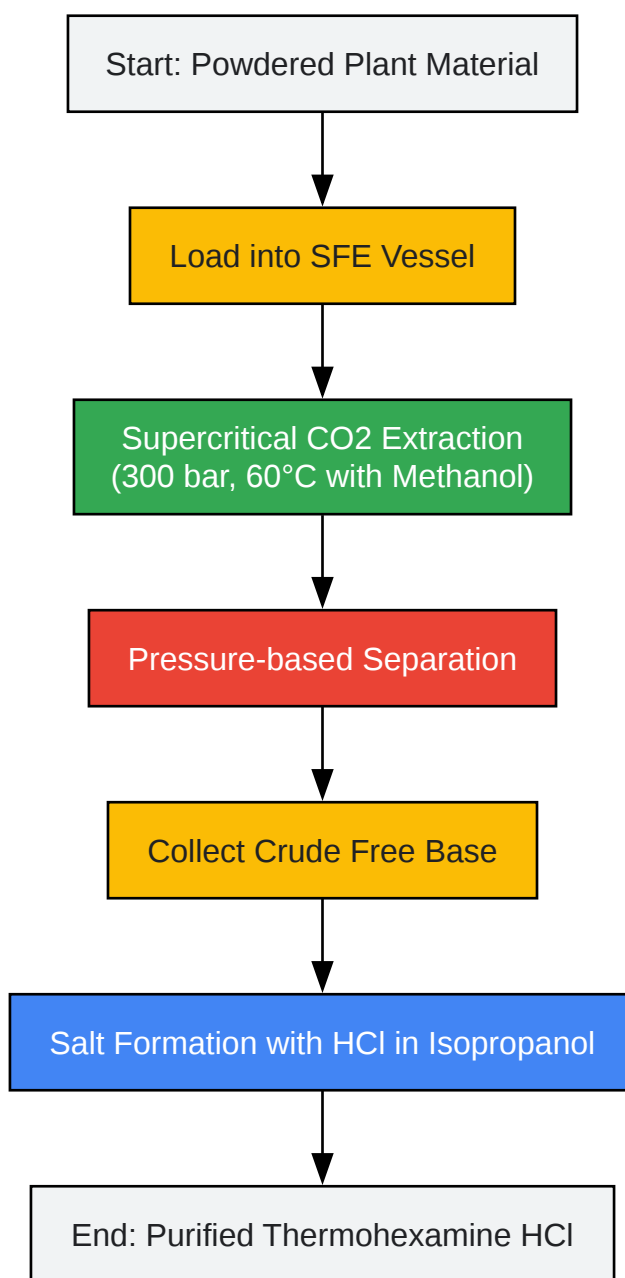 Start: Powdered Plant Material
Load into SFE Vessel
Supercritical CO2 Extraction
(300 bar, 60°C with Methanol)
Pressure-based Separation
Collect Crude Free Base
Salt Formation with HCl in Isopropanol
End: Purified Thermohexamine HCl